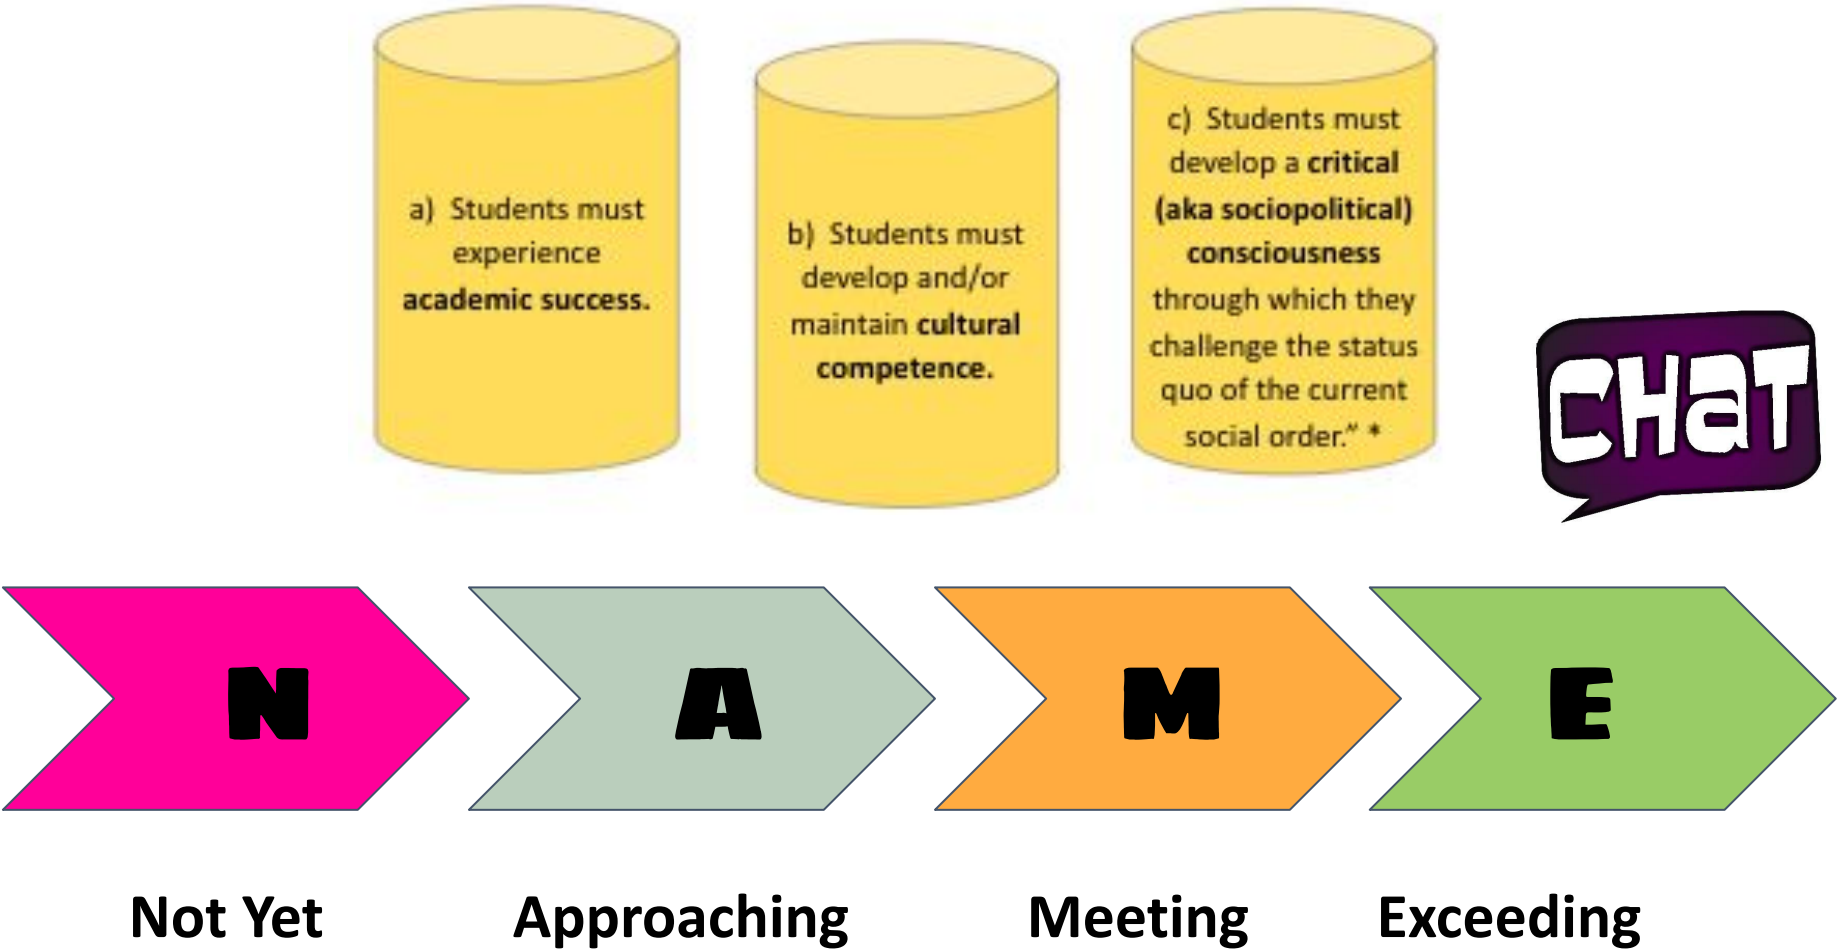 a) Students must
experience
academic success.
b) Students must
develop and/or
maintain cultural
competence.
c) Students must
develop a critical
(aka sociopolitical)
consciousness
through which they
challenge the status
quo of the current
social order.” *
CHaT
N
A
M
E
Not Yet
Approaching
Meeting
Exceeding